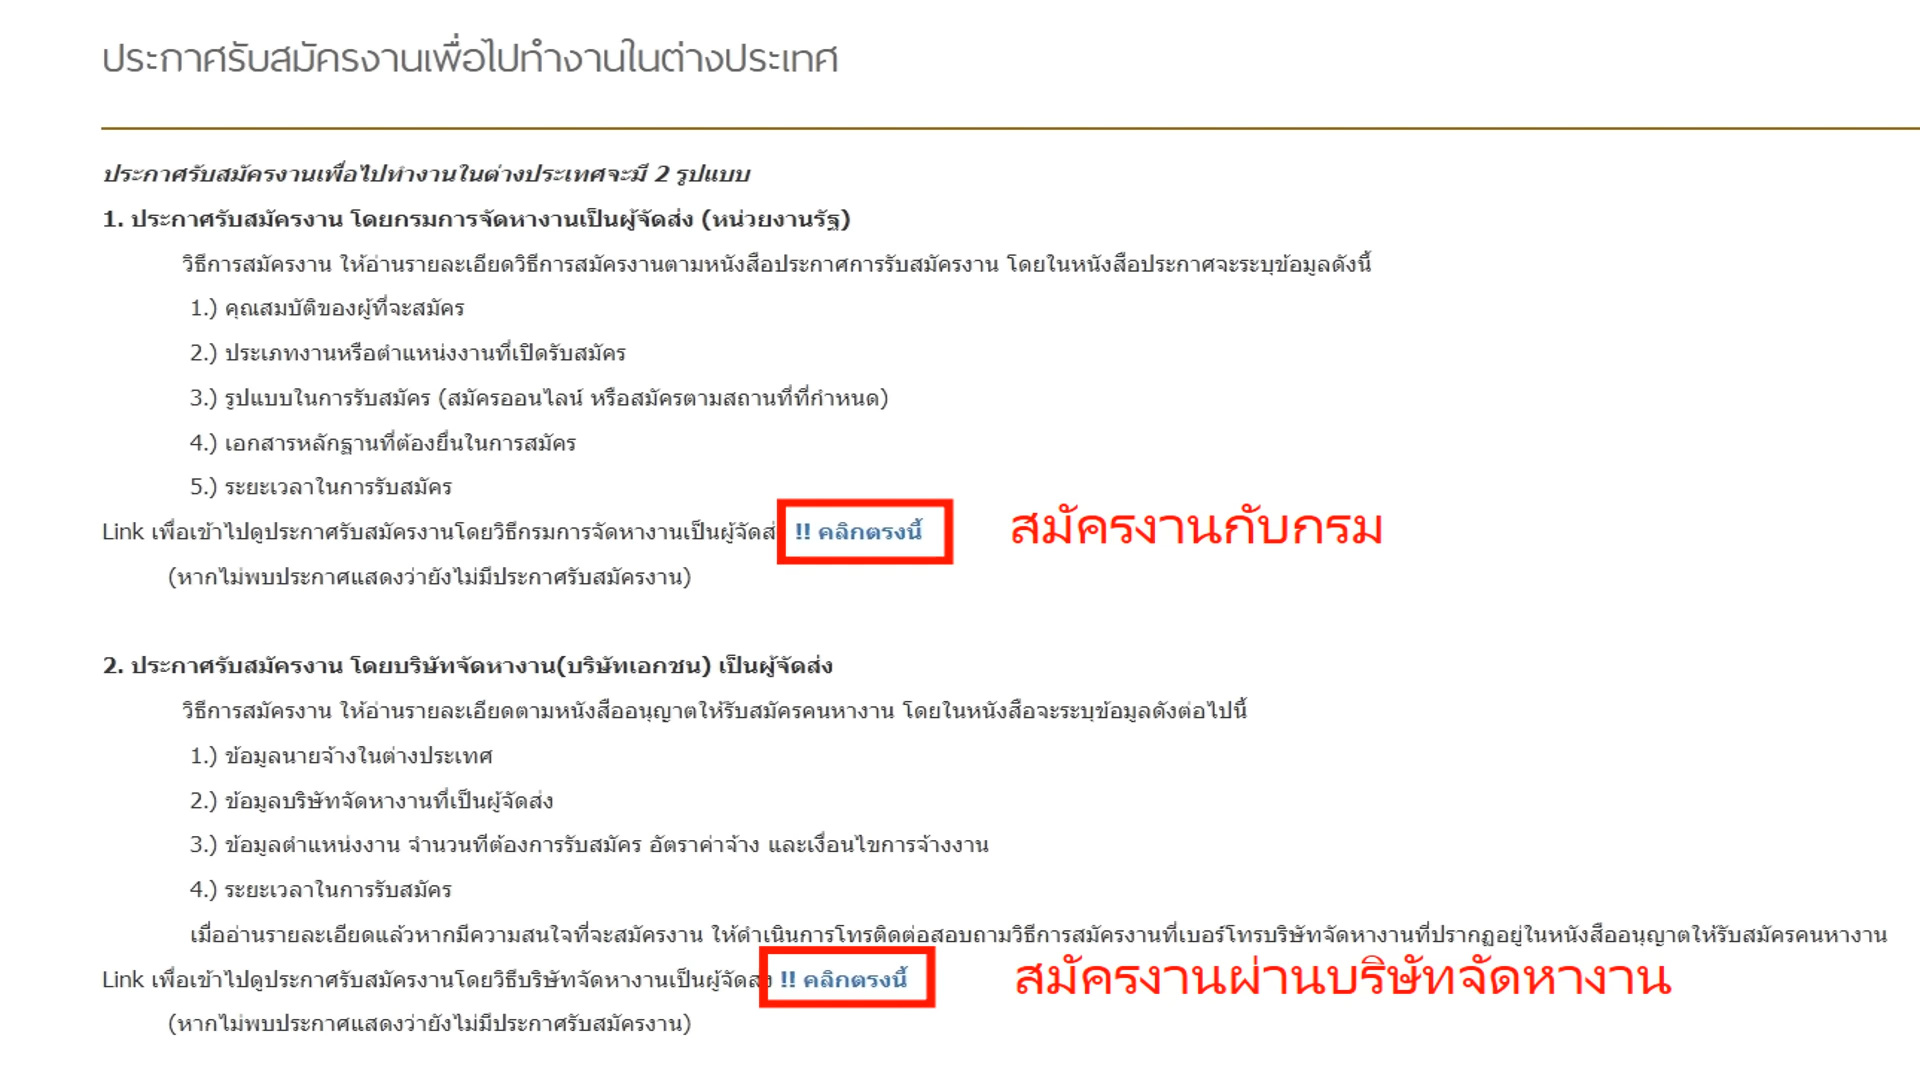 ประกาศรับสมัครงานเพื่อไปทำงานในต่างประเทศ
ประกาศรับสมัครงานเพื่อไปทำงานในต่างประเทศจะมี 2 รูปแบบ
1. ประกาศรับสมัครงาน โดยกรมการจัดหางานเป็นผู้จัดส่ง (หน่วยงานรัฐ)
วิธีการสมัครงาน ให้อ่านรายละเอียดวิธีการสมัครงานตามหนังสือประกาศการรับสมัครงาน โดยในหนังสือประกาศจะระบุข้อมูลดังนี้
1.) คุณสมบัติของผู้ที่จะสมัคร
2.) ประเภทงานหรือตำแหน่งงานที่เปิดรับสมัคร
3.) รูปแบบในการรับสมัคร (สมัครออนไลน์ หรือสมัครตามสถานที่ที่กำหนด)
4.) เอกสารหลักฐานที่ต้องยื่นในการสมัคร
5.) ระยะเวลาในการรับสมัคร
Link เพื่อเข้าไปดูประกาศรับสมัครงานโดยวิธีกรมการจัดหางานเป็นผู้จัดส่ง !! คลิกตรงนี้ สมัครงานกับกรม
(หากไม่พบประกาศแสดงว่ายังไม่มีประกาศรับสมัครงาน)
2. ประกาศรับสมัครงาน โดยบริษัทจัดหางาน(บริษัทเอกชน) เป็นผู้จัดส่ง
วิธีการสมัครงาน ให้อ่านรายละเอียดตามหนังสืออนุญาตให้รับสมัครคนหางาน โดยในหนังสือจะระบุข้อมูลดังต่อไปนี้
1.) ข้อมูลนายจ้างในต่างประเทศ
2.) ข้อมูลบริษัทจัดหางานที่เป็นผู้จัดส่ง
3.) ข้อมูลตำแหน่งงาน จำนวนที่ต้องการรับสมัคร อัตราค่าจ้าง และเงื่อนไขการจ้างงาน
4.) ระยะเวลาในการรับสมัคร
เมื่ออ่านรายละเอียดแล้วหากมีความสนใจที่จะสมัครงาน ให้ดำเนินการโทรติดต่อสอบถามวิธีการสมัครงานที่เบอร์โทรบริษัทจัดหางานที่ปรากฏอยู่ในหนังสืออนุญาตให้รับสมัครคนหางาน
Link เพื่อเข้าไปดูประกาศรับสมัครงานโดยวิธีบริษัทจัดหางานเป็นผู้จัดส่ง !! คลิกตรงนี้ สมัครงานผ่านบริษัทจัดหางาน
(หากไม่พบประกาศแสดงว่ายังไม่มีประกาศรับสมัครงาน)